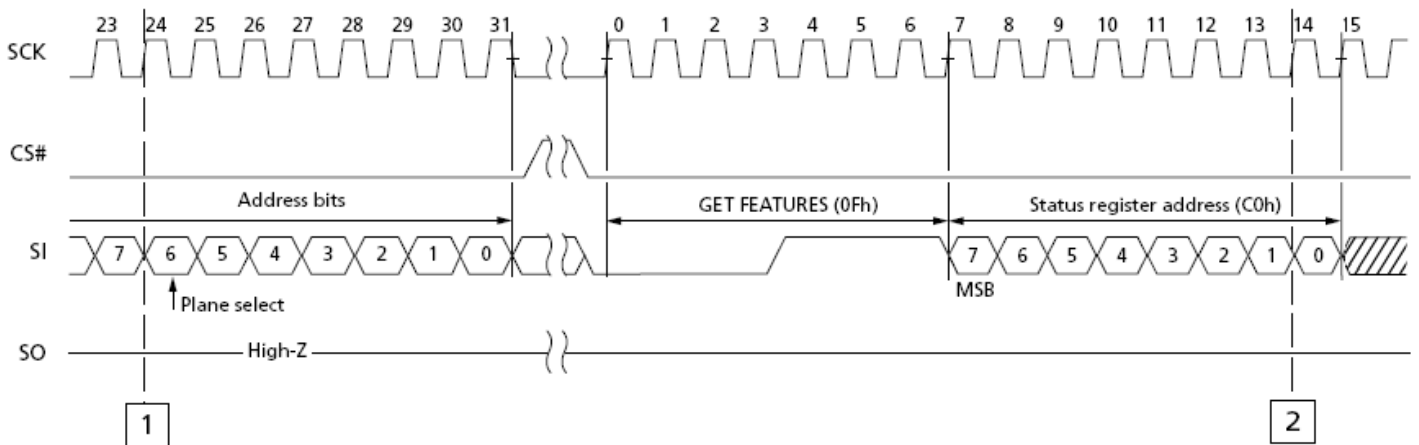 23 24 25 26 27 28 29 30 31 0 1 2 3 4 5 6 7 8 9 10 11 12 13 14 15
SCK
CS#
Address bits GET FEATURES (0Fh) Status register address (C0h)
SI 7 6 5 4 3 2 1 0 7 6 5 4 3 2 1 0
Plane select MSB
SO High-Z
1 2